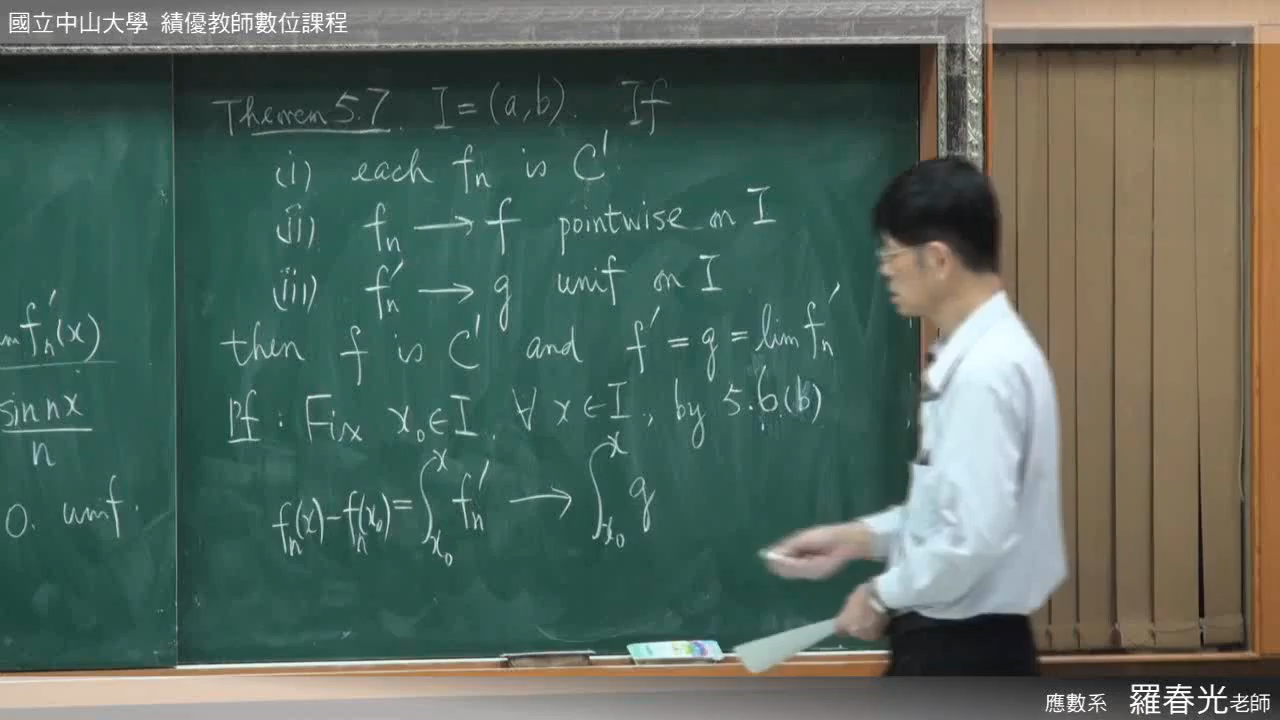 國立中山大學 績優教師數位課程
Theorem 5.7. I = (a,b). If
(i) each fₙ is C¹
(ii) fₙ → f pointwise on I
(iii) fₙ′ → g unif on I
then f is C¹ and f′ = g = lim fₙ′
Pf : Fix x₀ ∈ I. ∀ x ∈ I, by 5.6.(b)
fₙ(x) − fₙ(x₀) = ∫ₓ₀ˣ fₙ′ → ∫ₓ₀ˣ g
fₙ′(x)
sin nx
n
0. unif.
應數系 羅春光老師